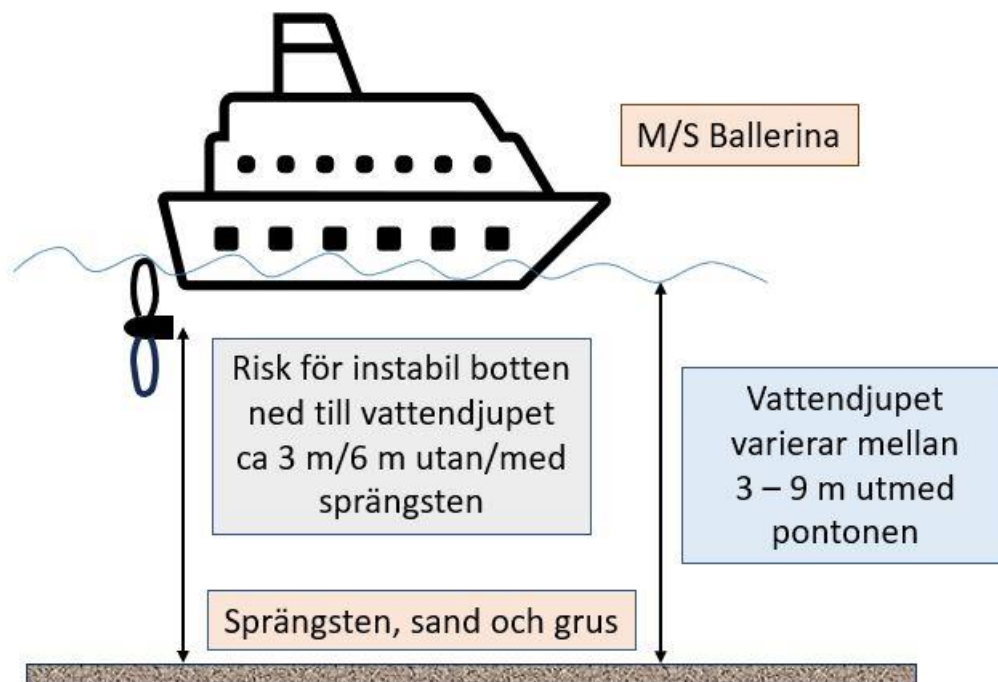 M/S Ballerina
Risk för instabil botten
ned till vattendjupet
ca 3 m/6 m utan/med
sprängsten
Vattendjupet
varierar mellan
3 – 9 m utmed
pontonen
Sprängsten, sand och grus